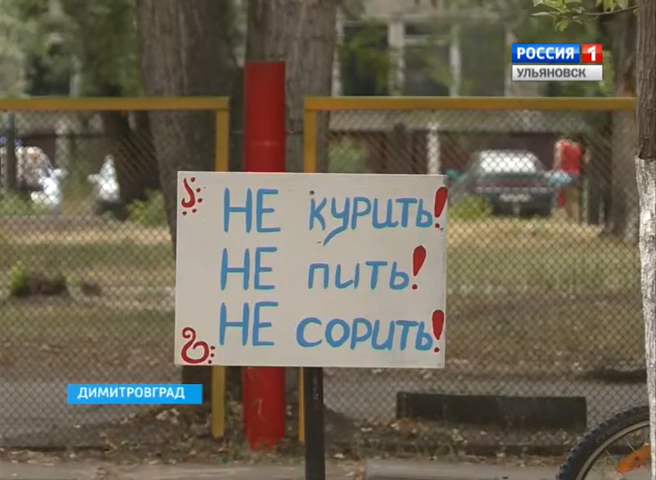 РОССИЯ 1
УЛЬЯНОВСК
НЕ КУРИТЬ!
НЕ ПИТЬ!
НЕ СОРИТЬ!
ДИМИТРОВГРАД